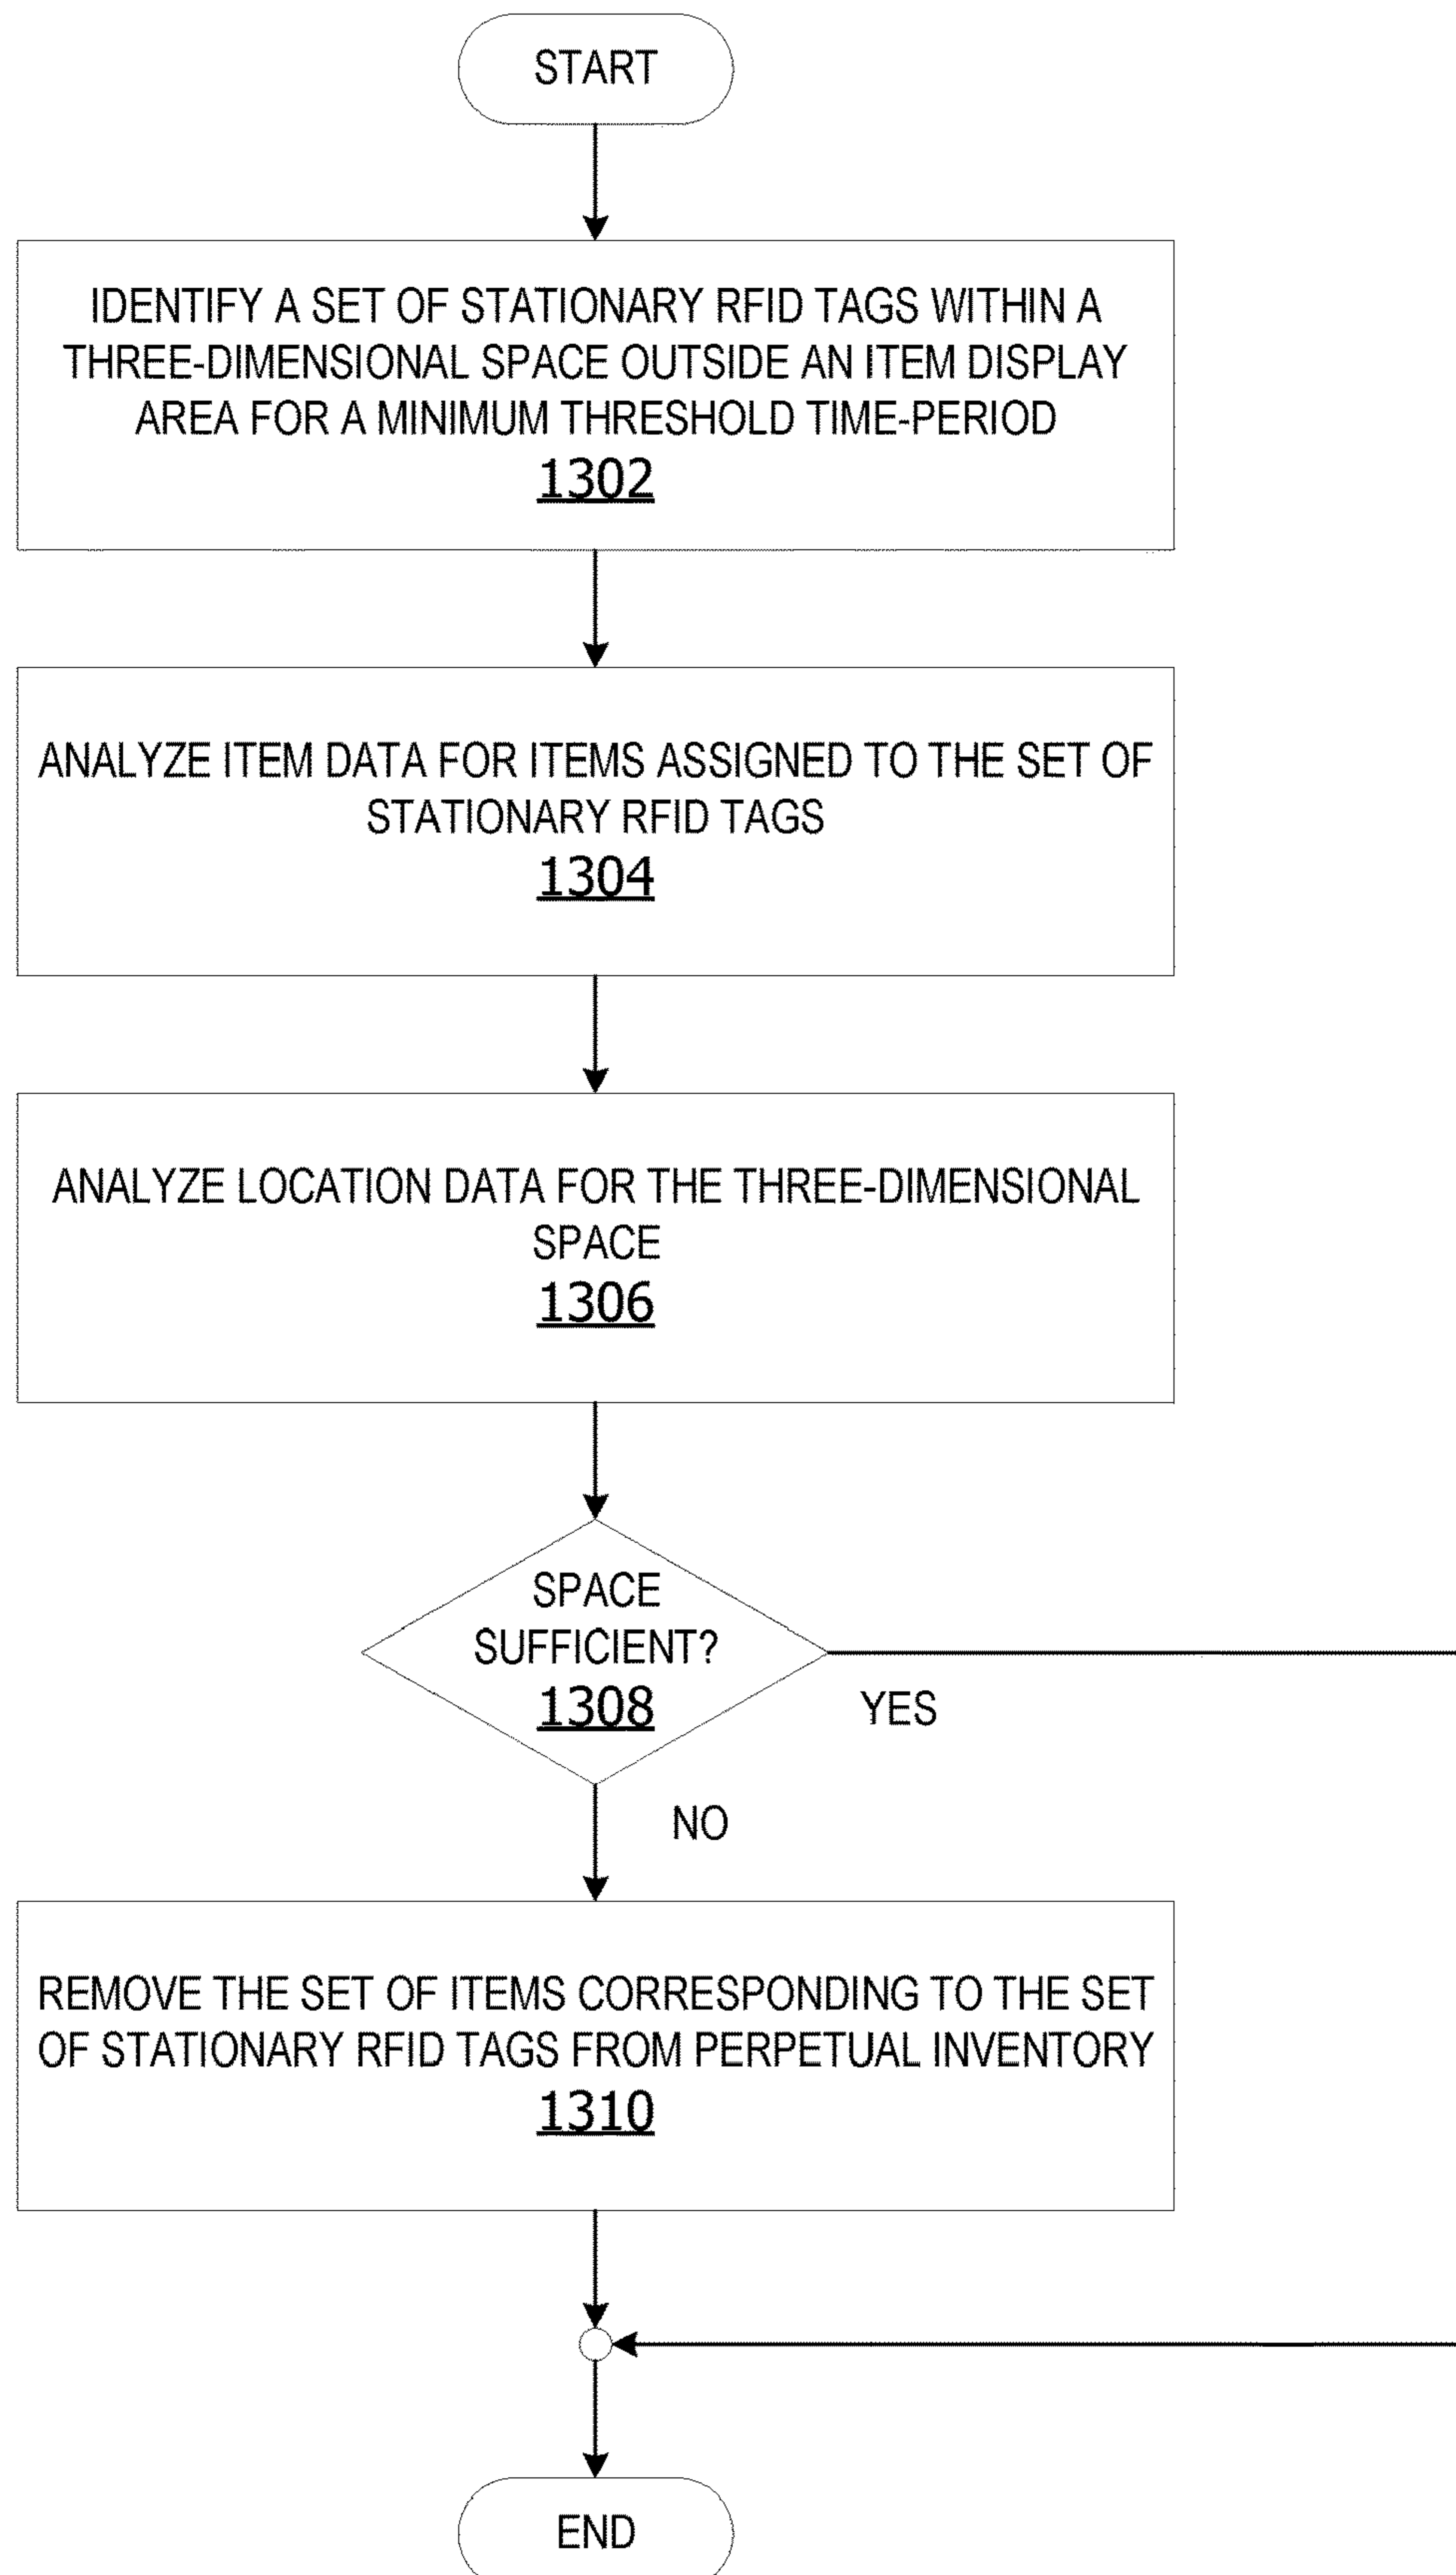 START
IDENTIFY A SET OF STATIONARY RFID TAGS WITHIN A
THREE-DIMENSIONAL SPACE OUTSIDE AN ITEM DISPLAY
AREA FOR A MINIMUM THRESHOLD TIME-PERIOD
1302
ANALYZE ITEM DATA FOR ITEMS ASSIGNED TO THE SET OF
STATIONARY RFID TAGS
1304
ANALYZE LOCATION DATA FOR THE THREE-DIMENSIONAL
SPACE
1306
SPACE
SUFFICIENT?
1308
YES
NO
REMOVE THE SET OF ITEMS CORRESPONDING TO THE SET
OF STATIONARY RFID TAGS FROM PERPETUAL INVENTORY
1310
END